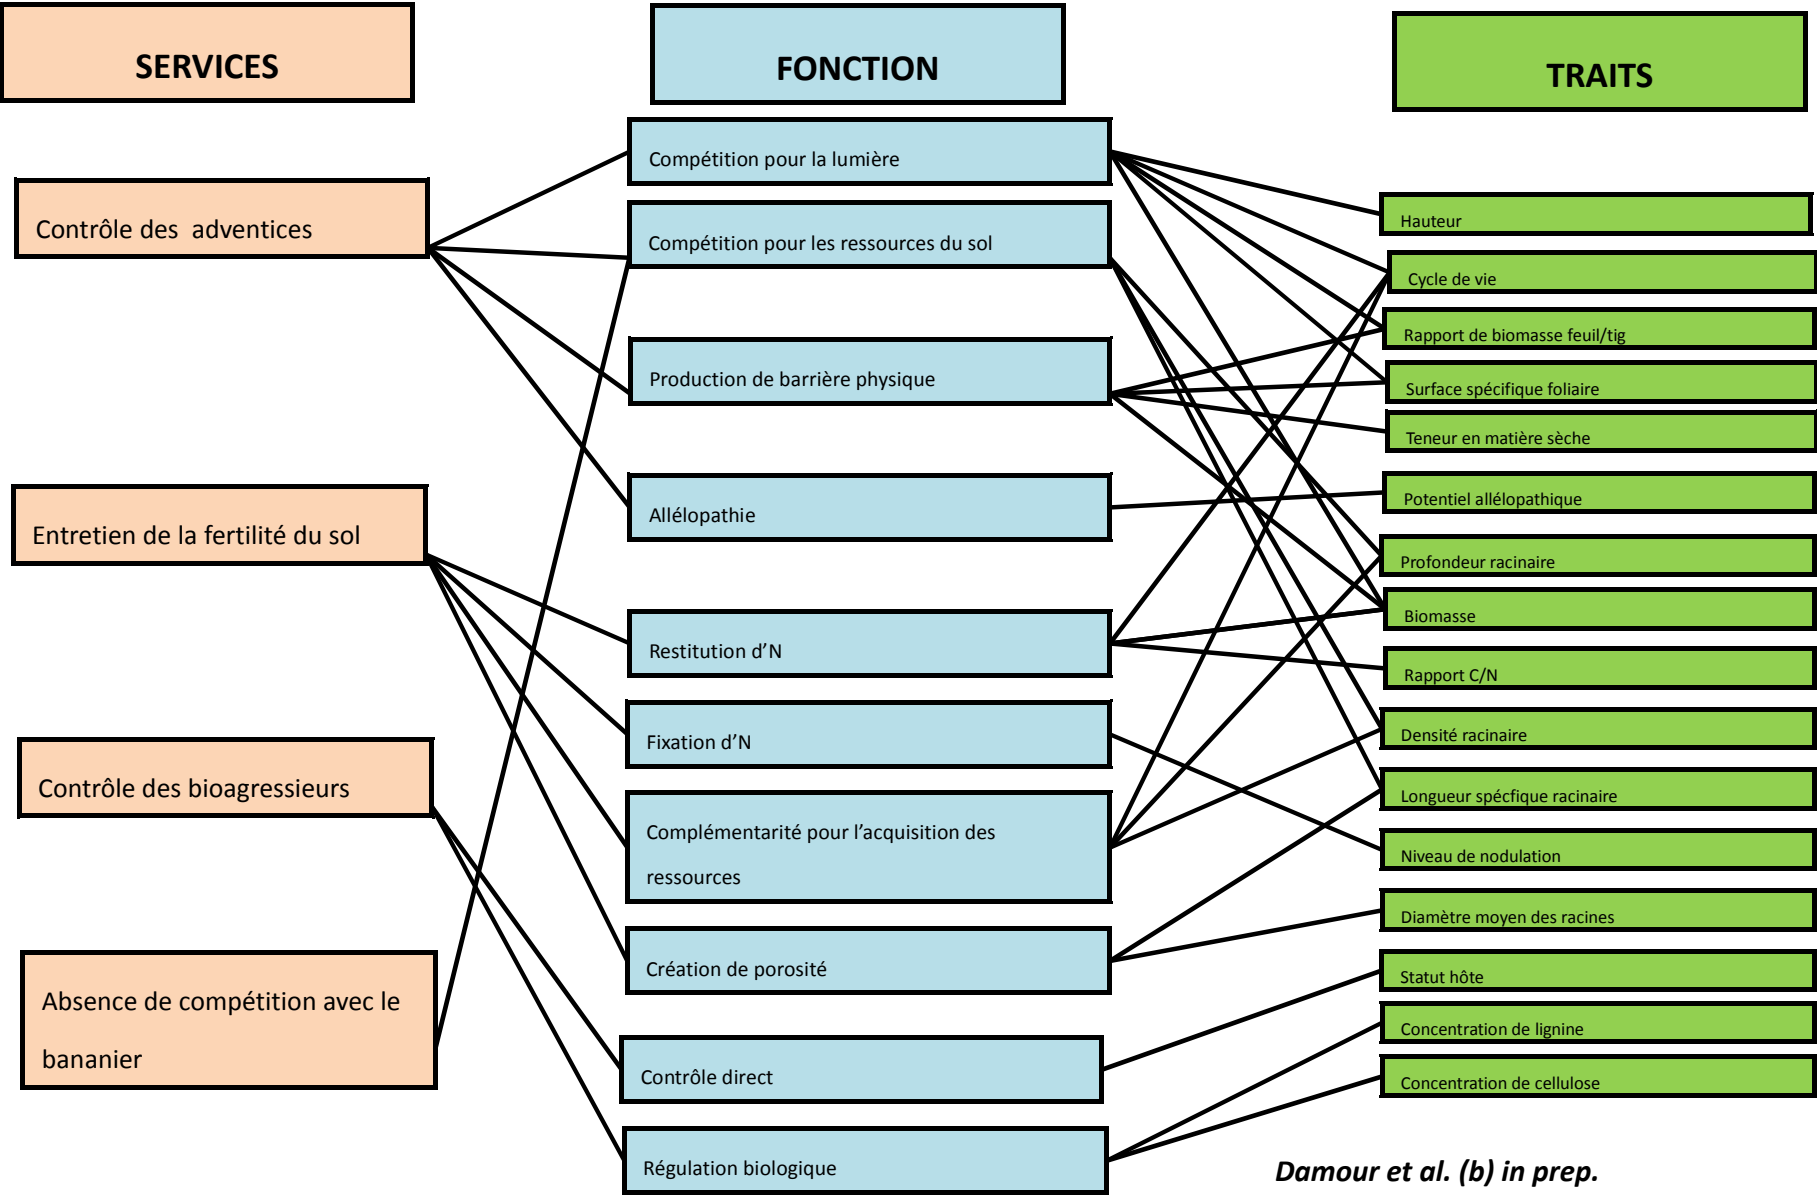 SERVICES
FONCTION
TRAITS
Contrôle des  adventices
Entretien de la fertilité du sol
Contrôle des bioagressieurs
Absence de compétition avec le
bananier
Compétition pour la lumière
Compétition pour les ressources du sol
Production de barrière physique
Allélopathie
Restitution d’N
Fixation d’N
Complémentarité pour l’acquisition des
ressources
Création de porosité
Contrôle direct
Régulation biologique
Hauteur
Cycle de vie
Rapport de biomasse feuil/tig
Surface spécifique foliaire
Teneur en matière sèche
Potentiel allélopathique
Profondeur racinaire
Biomasse
Rapport C/N
Densité racinaire
Longueur spécfique racinaire
Niveau de nodulation
Diamètre moyen des racines
Statut hôte
Concentration de lignine
Concentration de cellulose
Damour et al. (b) in prep.